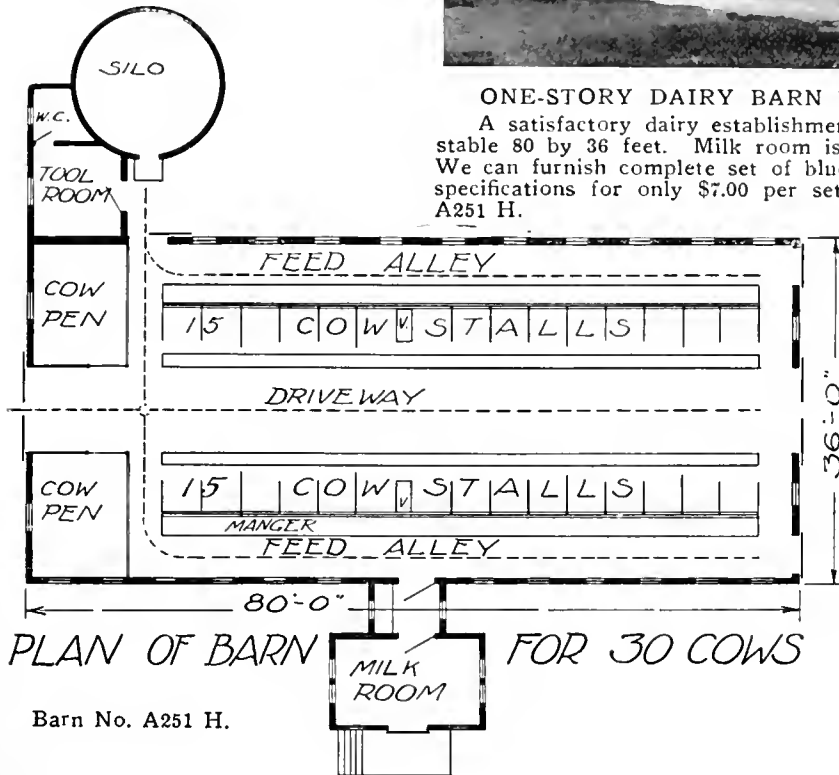 SILO
W.C.
TOOL
ROOM
ONE-STORY DAIRY BARN
A satisfactory dairy establishmen
stable 80 by 36 feet. Milk room is
We can furnish complete set of blu
specifications for only $7.00 per set
A251 H.
COW
PEN
FEED ALLEY
15 COW V. STALLS
DRIVEWAY
36'-0"
COW
PEN
15 COW V STALLS
MANGER
FEED ALLEY
80'-0"
PLAN OF BARN FOR 30 COWS
MILK
ROOM
Barn No. A251 H.